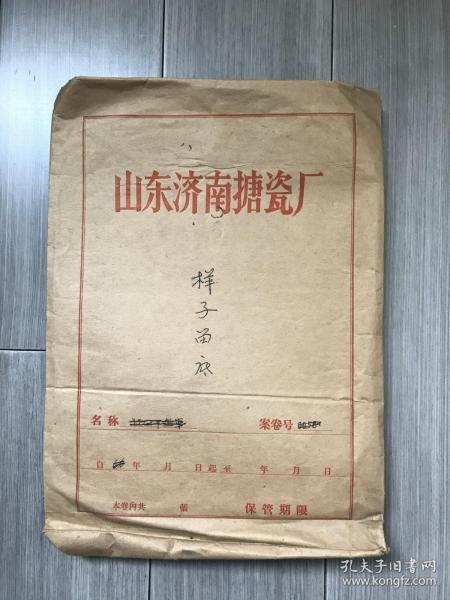 山东济南搪瓷厂
样子留底
名称 案卷号
自 年 月 日起至 年 月 日
本卷内共 张 保管期限
孔夫子旧书网
www.kongfz.com